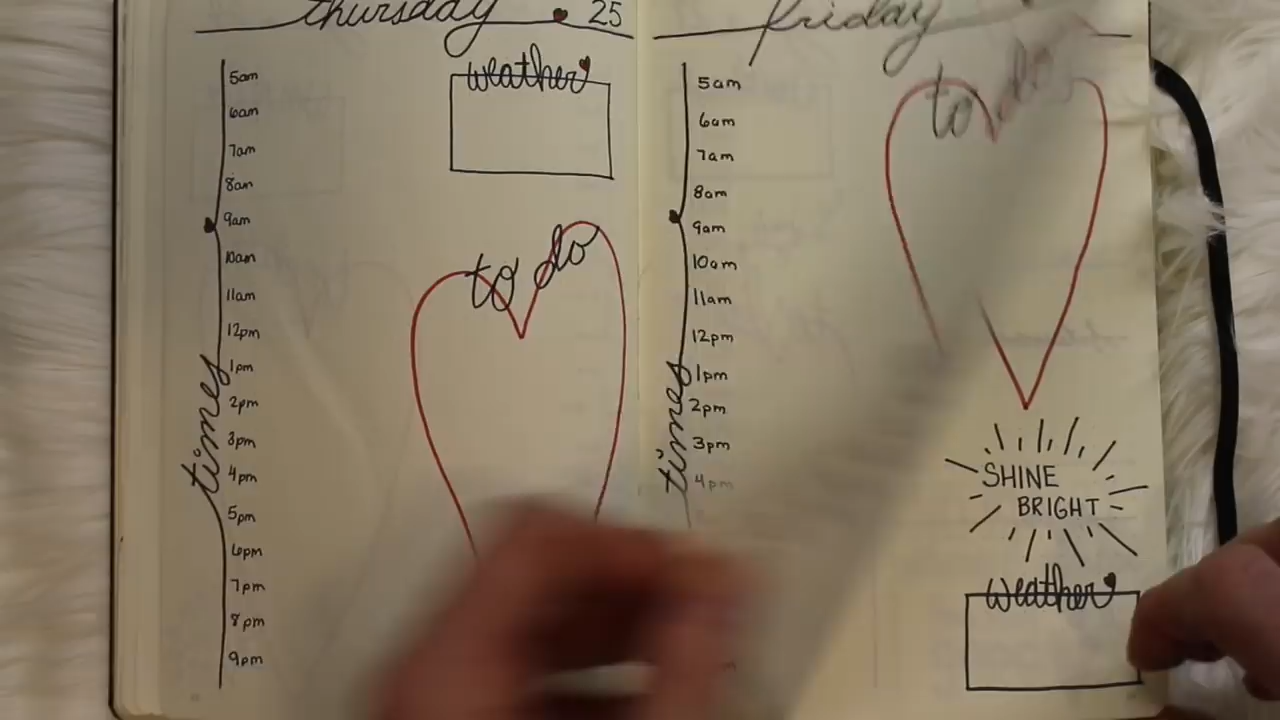 thursday 25
weather
5am
6am
7am
8am
9am
10am
11am
12pm
1pm
2pm
3pm
4pm
5pm
6pm
7pm
8pm
9pm
times
to do
friday
to do
5am
6am
7am
8am
9am
10am
11am
12pm
1pm
2pm
3pm
4pm
times
SHINE
BRIGHT
weather